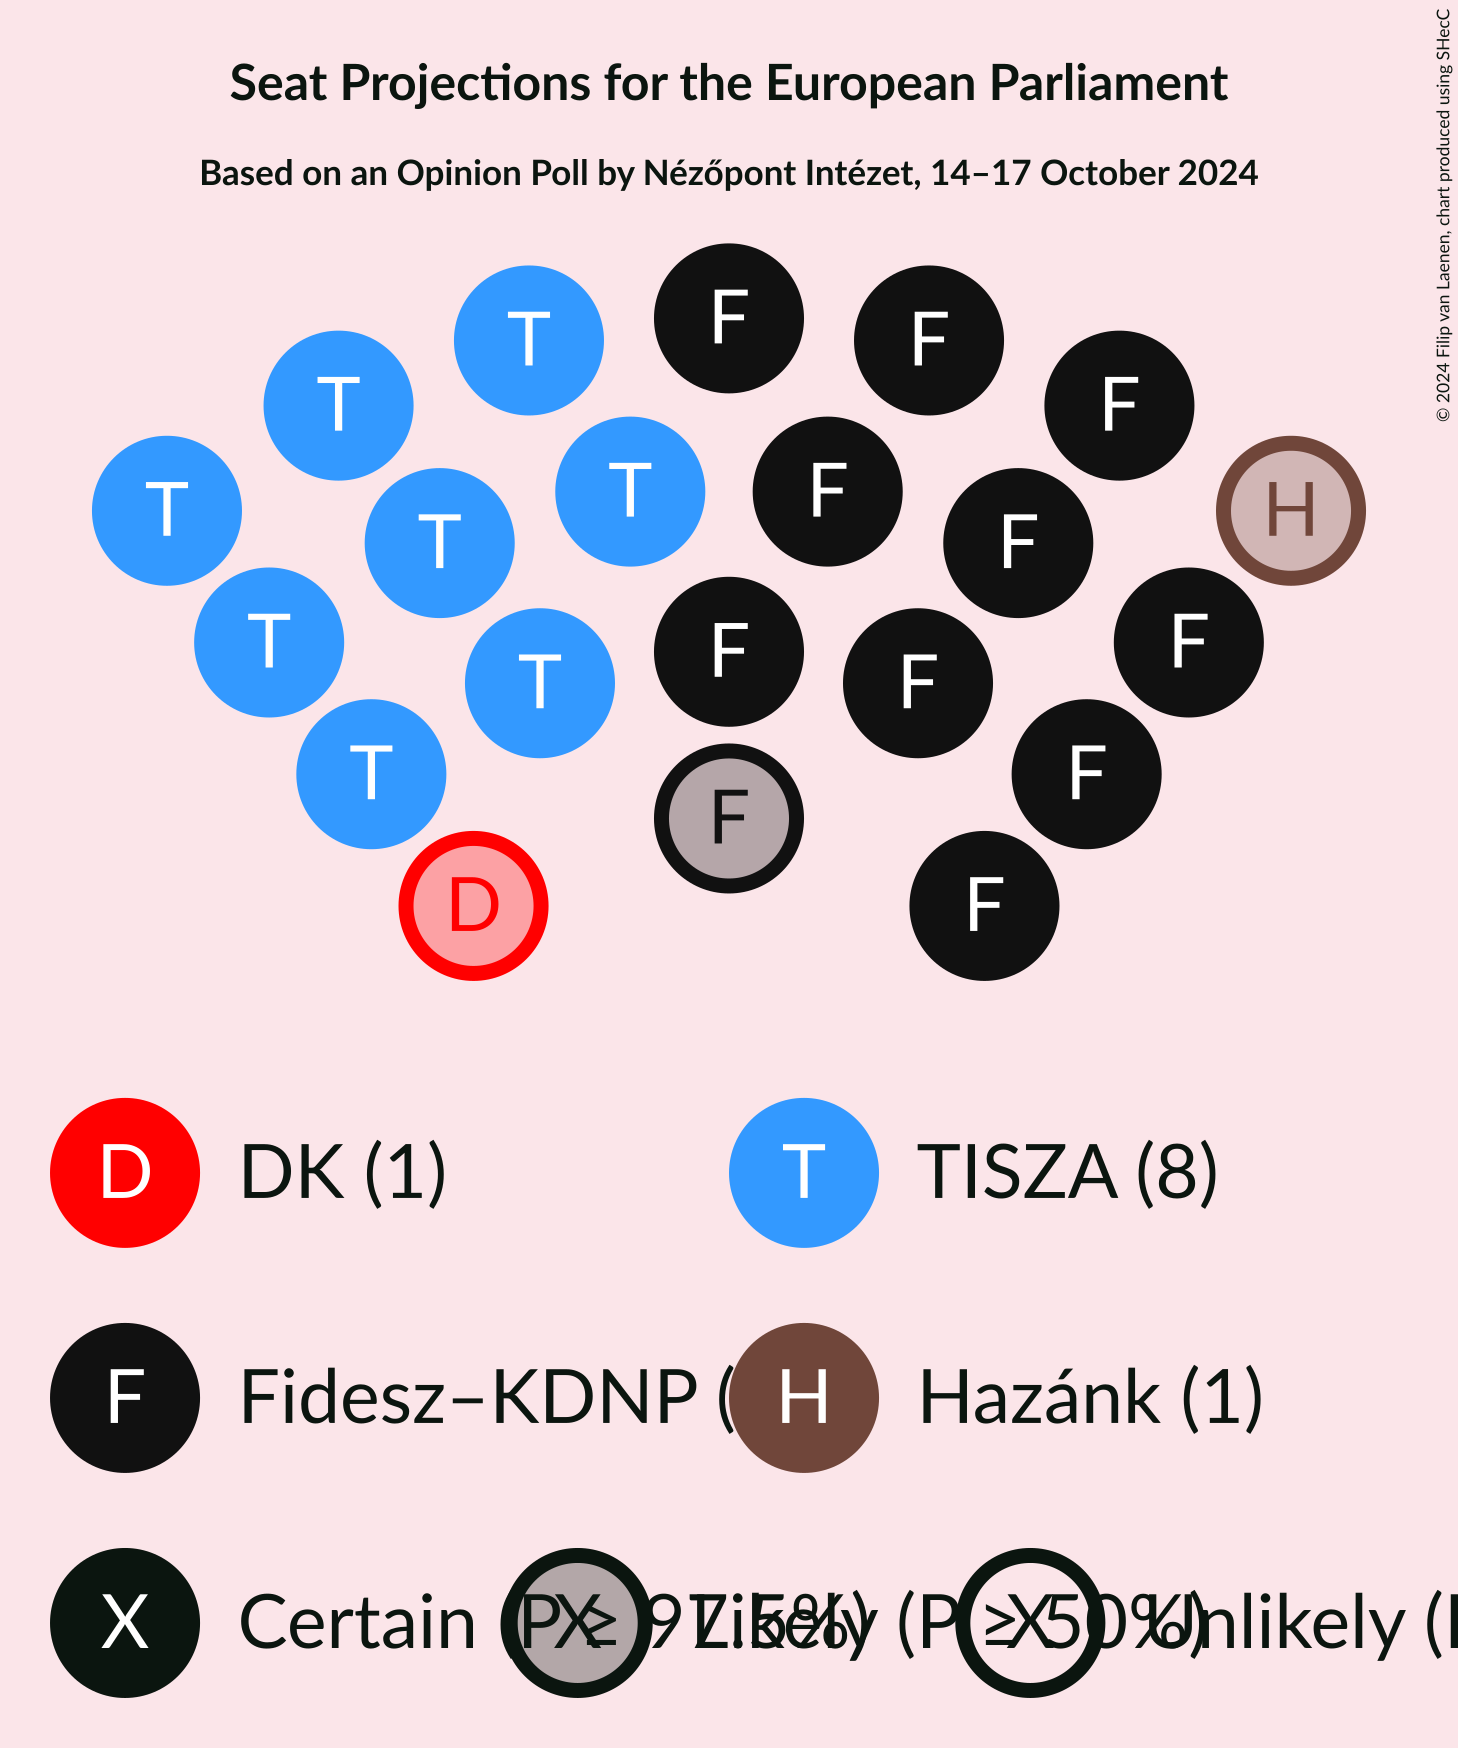 Seat Projections for the European Parliament
Based on an Opinion Poll by Nézőpont Intézet, 14–17 October 2024
© 2024 Filip van Laenen, chart produced using SHecC
F
T F
T F
T F
T H
T F
T F
T F
F
T F
T F
F
D F
D DK (1) T TISZA (8)
F Fidesz–KDNP ( H Hazánk (1)
X Certain (P ≥ 97.5%) X Likely (P ≥ 50%) X Unlikely (